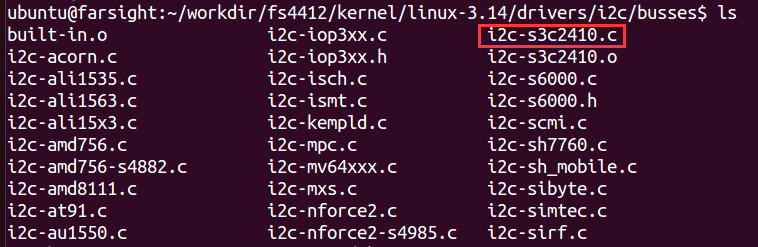 ubuntu@farsight:~/workdir/fs4412/kernel/linux-3.14/drivers/i2c/busses$ ls
built-in.o i2c-iop3xx.c i2c-s3c2410.c
i2c-acorn.c i2c-iop3xx.h i2c-s3c2410.o
i2c-ali1535.c i2c-isch.c i2c-s6000.c
i2c-ali1563.c i2c-ismt.c i2c-s6000.h
i2c-ali15x3.c i2c-kempld.c i2c-scmi.c
i2c-amd756.c i2c-mpc.c i2c-sh7760.c
i2c-amd756-s4882.c i2c-mv64xxx.c i2c-sh_mobile.c
i2c-amd8111.c i2c-mxs.c i2c-sibyte.c
i2c-at91.c i2c-nforce2.c i2c-simtec.c
i2c-au1550.c i2c-nforce2-s4985.c i2c-sirf.c